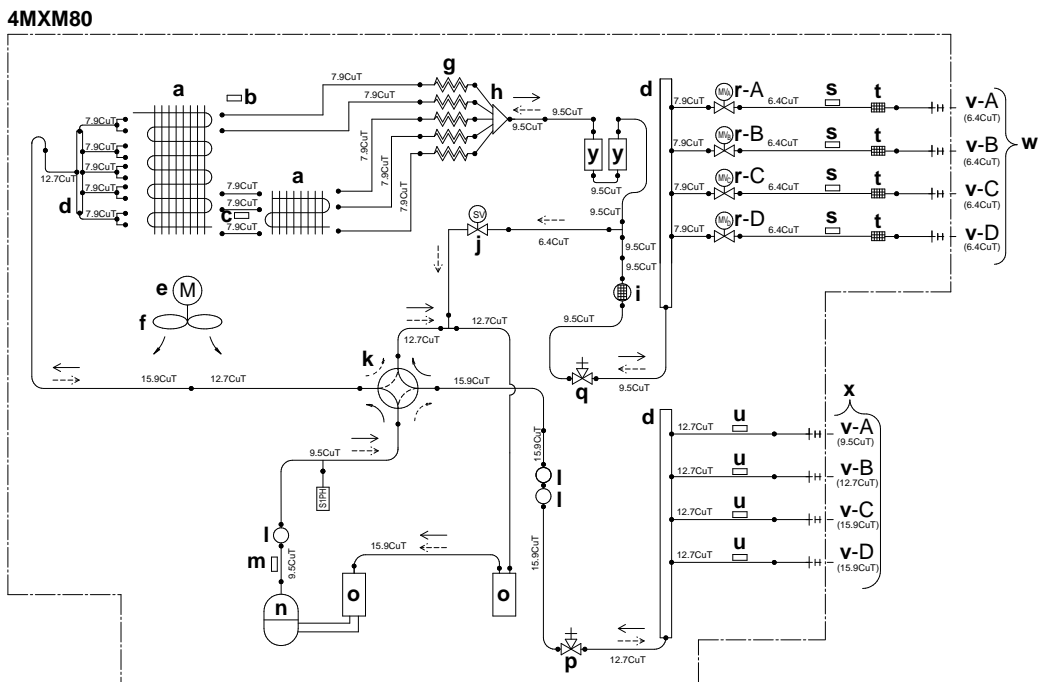 4MXM80
g
h
d
r-A
s
t
v-A
(6.4CuT)
a
b
7.9CuT
7.9CuT
7.9CuT
6.4CuT
9.5CuT
9.5CuT
7.9CuT
r-B
s
t
v-B
(6.4CuT)
w
7.9CuT
6.4CuT
y
y
9.5CuT
7.9CuT
7.9CuT
7.9CuT
7.9CuT
7.9CuT
12.7CuT
d
7.9CuT
7.9CuT
7.9CuT
7.9CuT
c
a
7.9CuT
7.9CuT
r-C
s
t
v-C
(6.4CuT)
7.9CuT
6.4CuT
9.5CuT
SV
j
6.4CuT
r-D
s
t
v-D
(6.4CuT)
7.9CuT
6.4CuT
9.5CuT
9.5CuT
i
e
M
f
9.5CuT
12.7CuT
12.7CuT
k
15.9CuT
12.7CuT
15.9CuT
q
9.5CuT
x
d
u
v-A
(9.5CuT)
12.7CuT
u
v-B
(12.7CuT)
12.7CuT
u
v-C
(15.9CuT)
12.7CuT
u
v-D
(15.9CuT)
12.7CuT
9.5CuT
S1PH
15.9CuT
l
l
l
m
9.5CuT
15.9CuT
15.9CuT
n
o
o
p
12.7CuT